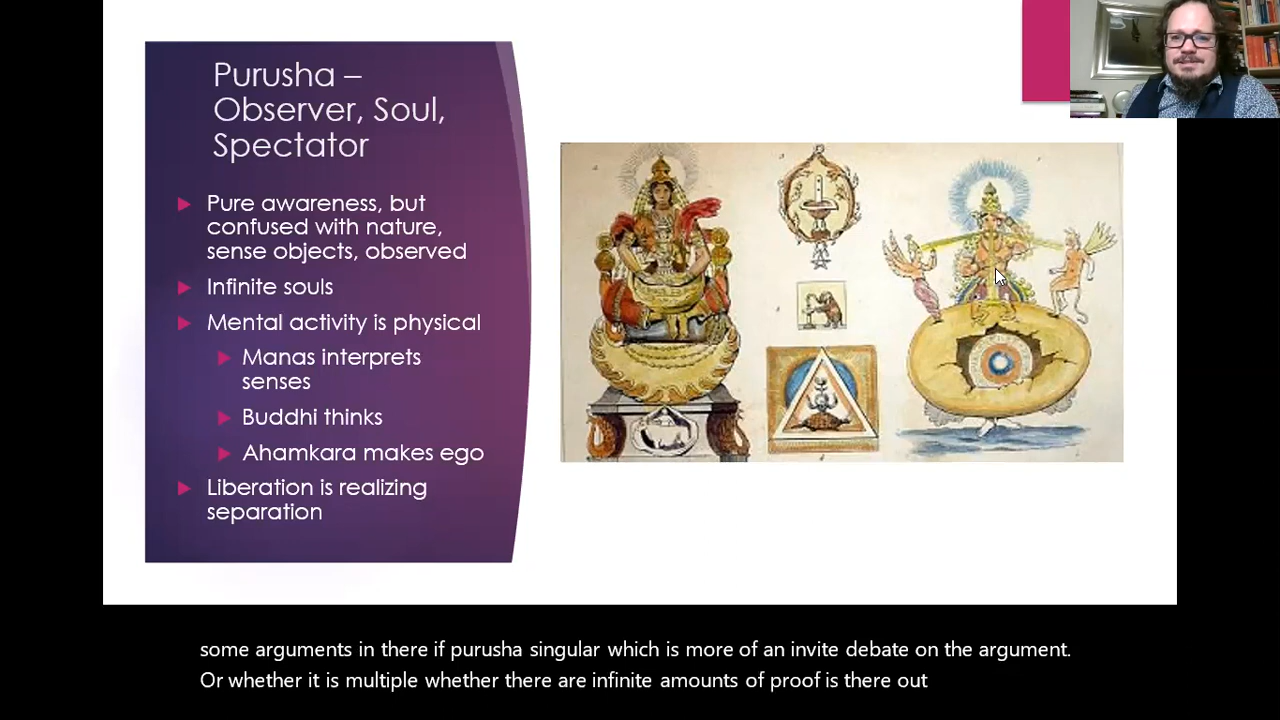 Purusha –
Observer, Soul,
Spectator
Pure awareness, but
confused with nature,
sense objects, observed
Infinite souls
Mental activity is physical
Manas interprets
senses
Buddhi thinks
Ahamkara makes ego
Liberation is realizing
separation
some arguments in there if purusha singular which is more of an invite debate on the argument.
Or whether it is multiple whether there are infinite amounts of proof is there out